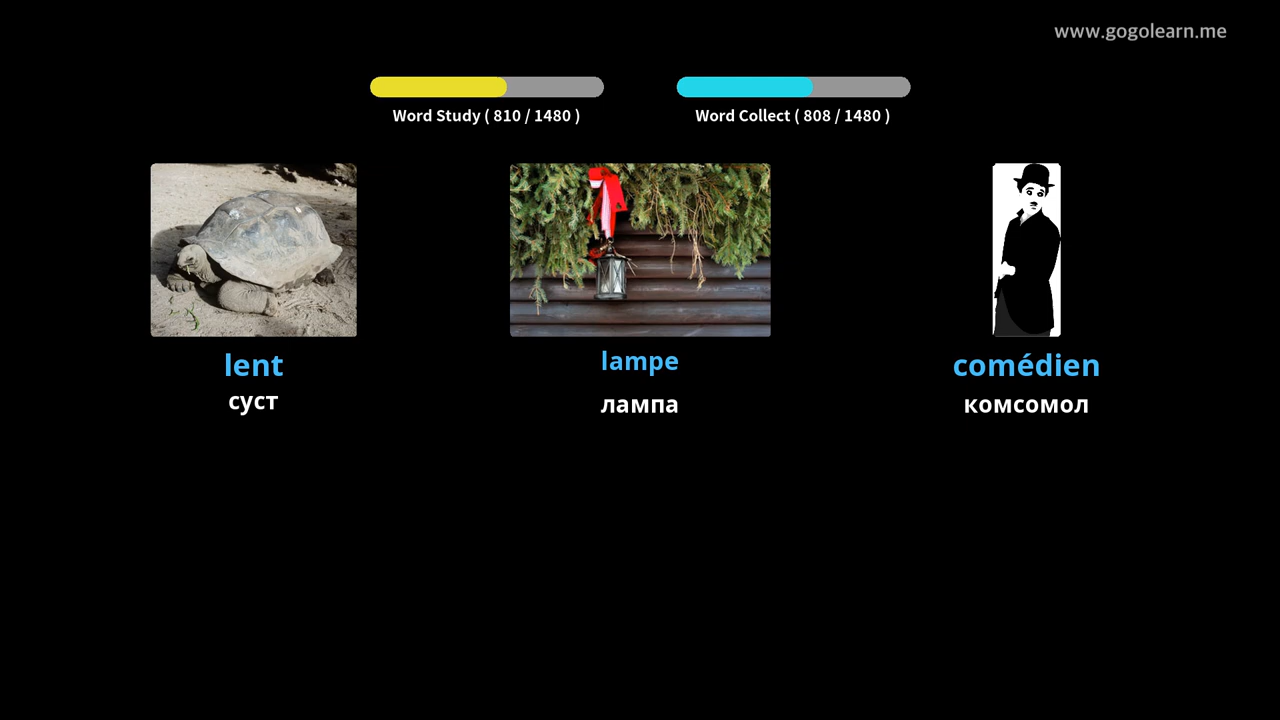 www.gogolearn.me
Word Study ( 810 / 1480 )
Word Collect ( 808 / 1480 )
lent
суст
lampe
лампа
comédien
комсомол